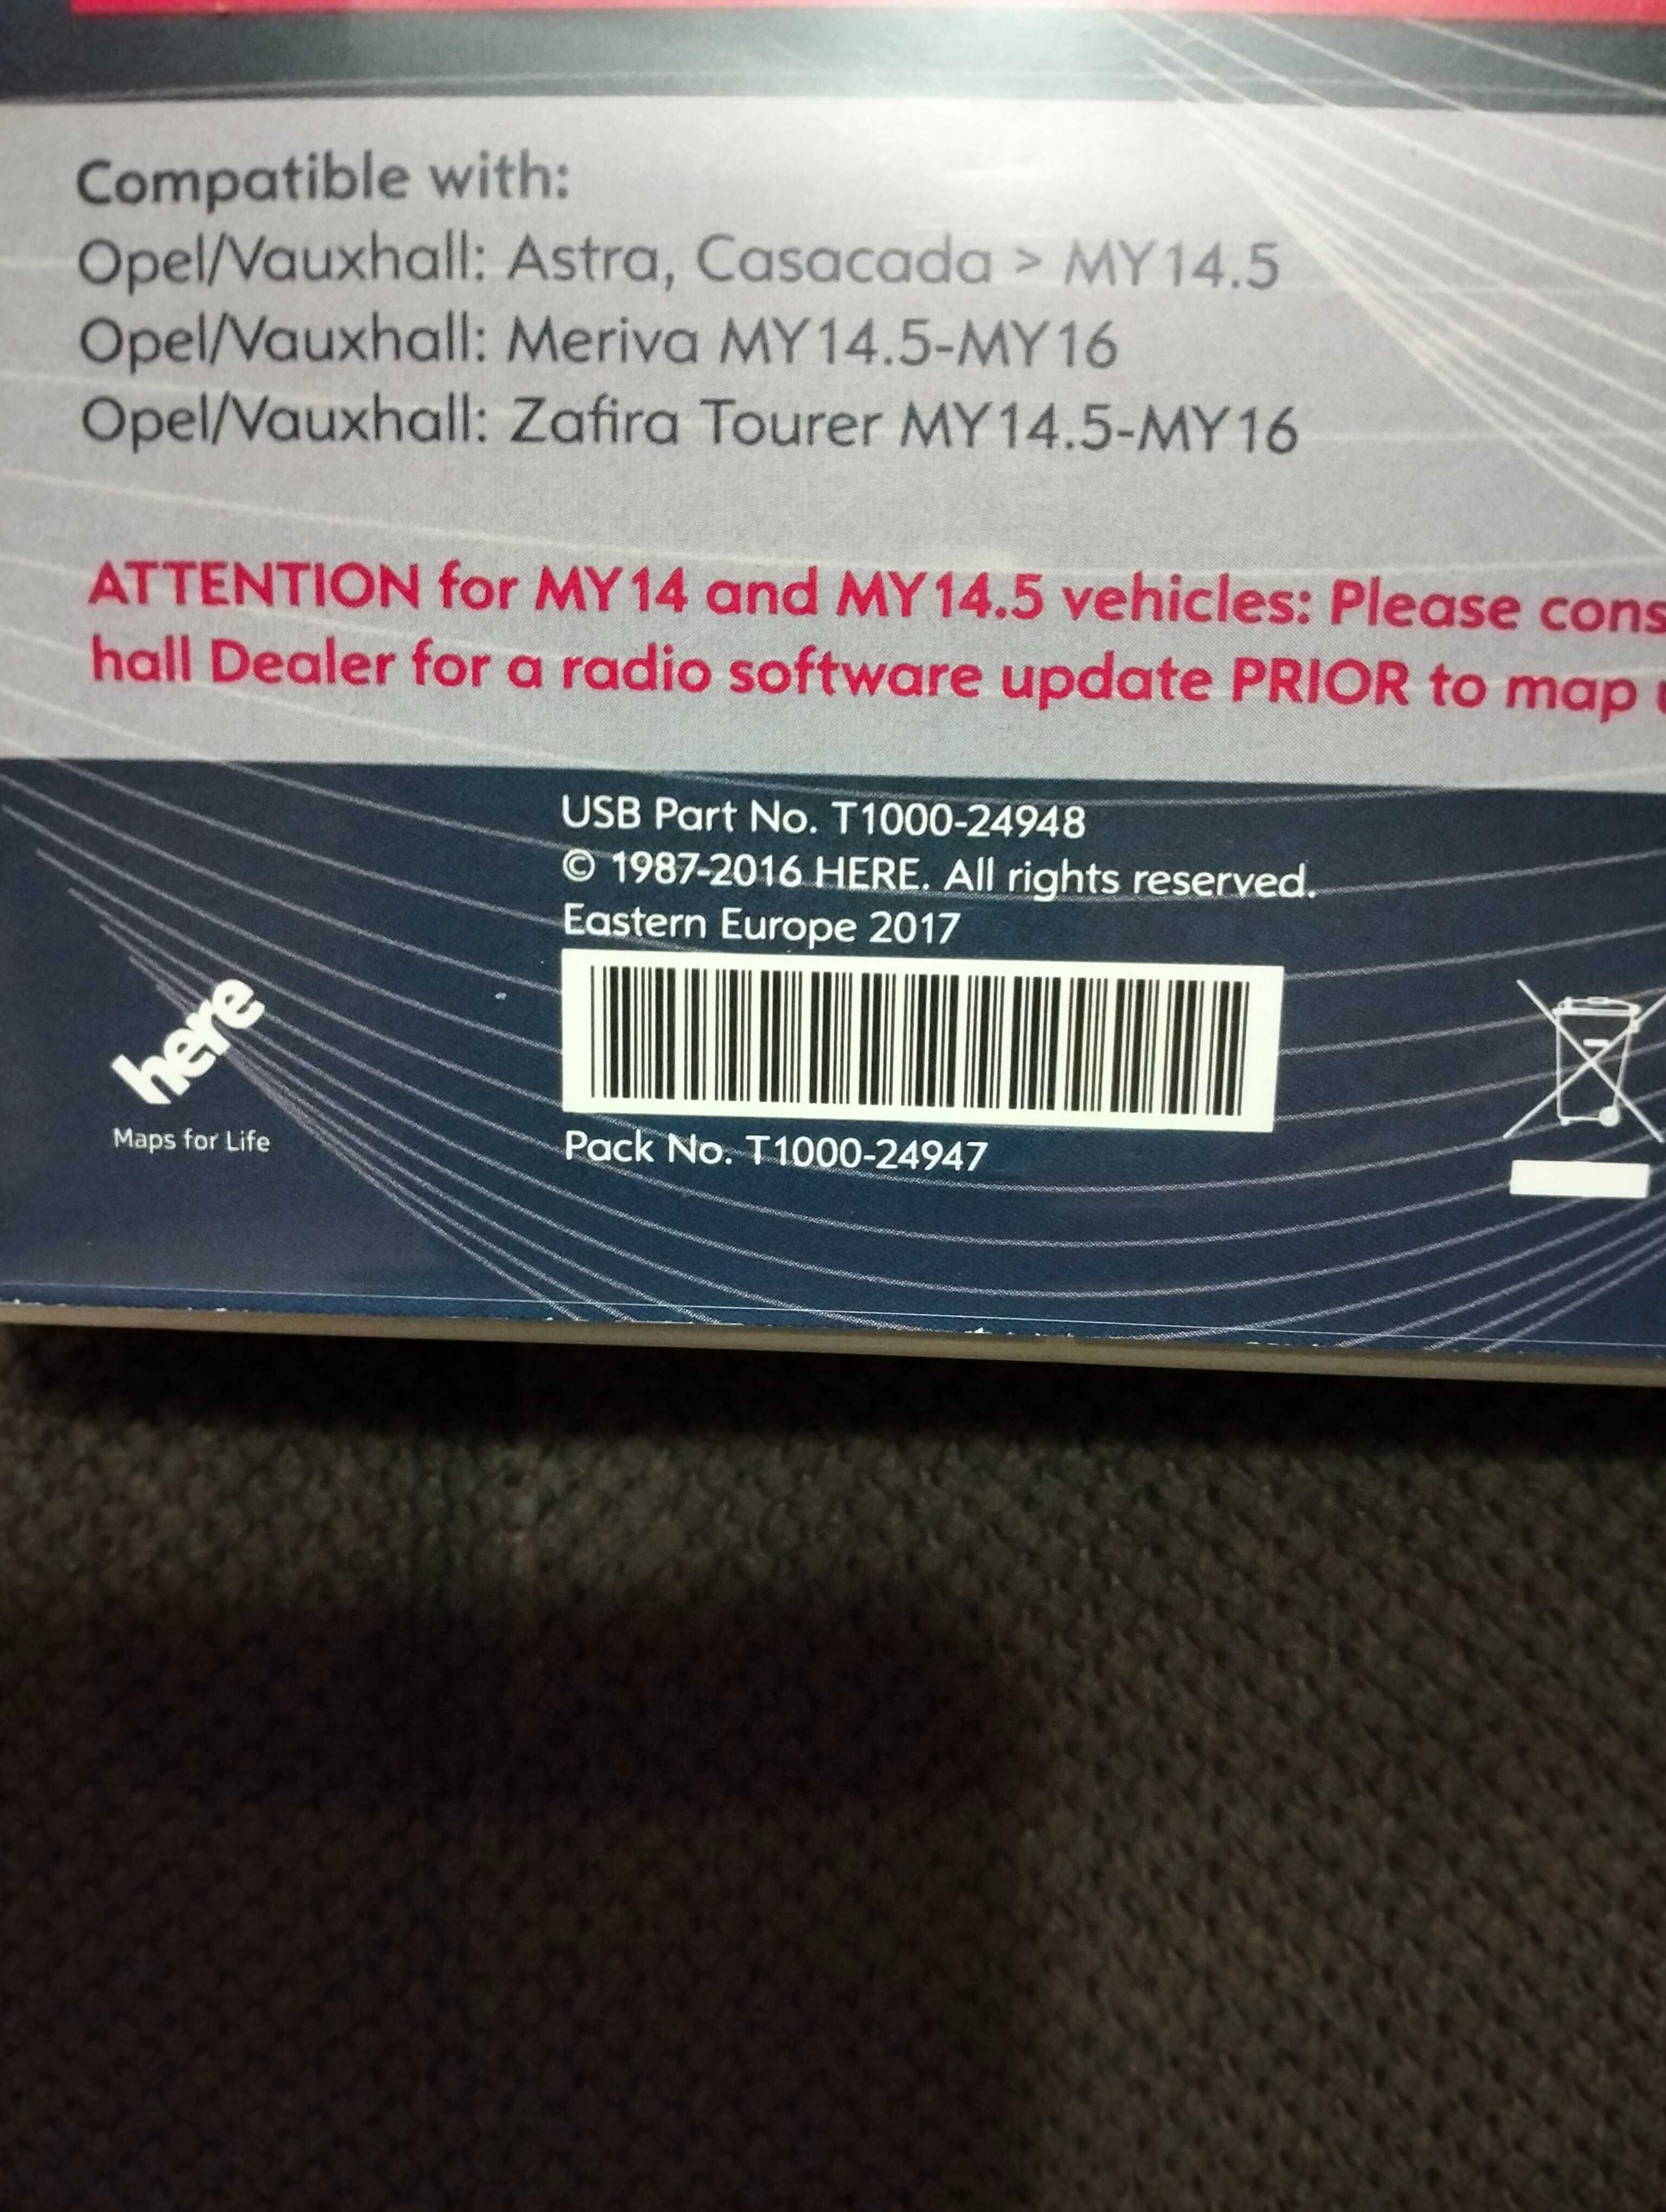 Compatible with:
Opel/Vauxhall: Astra, Casacada > MY14.5
Opel/Vauxhall: Meriva MY14.5-MY16
Opel/Vauxhall: Zafira Tourer MY14.5-MY16
ATTENTION for MY14 and MY14.5 vehicles: Please cons
hall Dealer for a radio software update PRIOR to map
USB Part No. T1000-24948
© 1987-2016 HERE. All rights reserved.
Eastern Europe 2017
here
Maps for Life
Pack No. T1000-24947